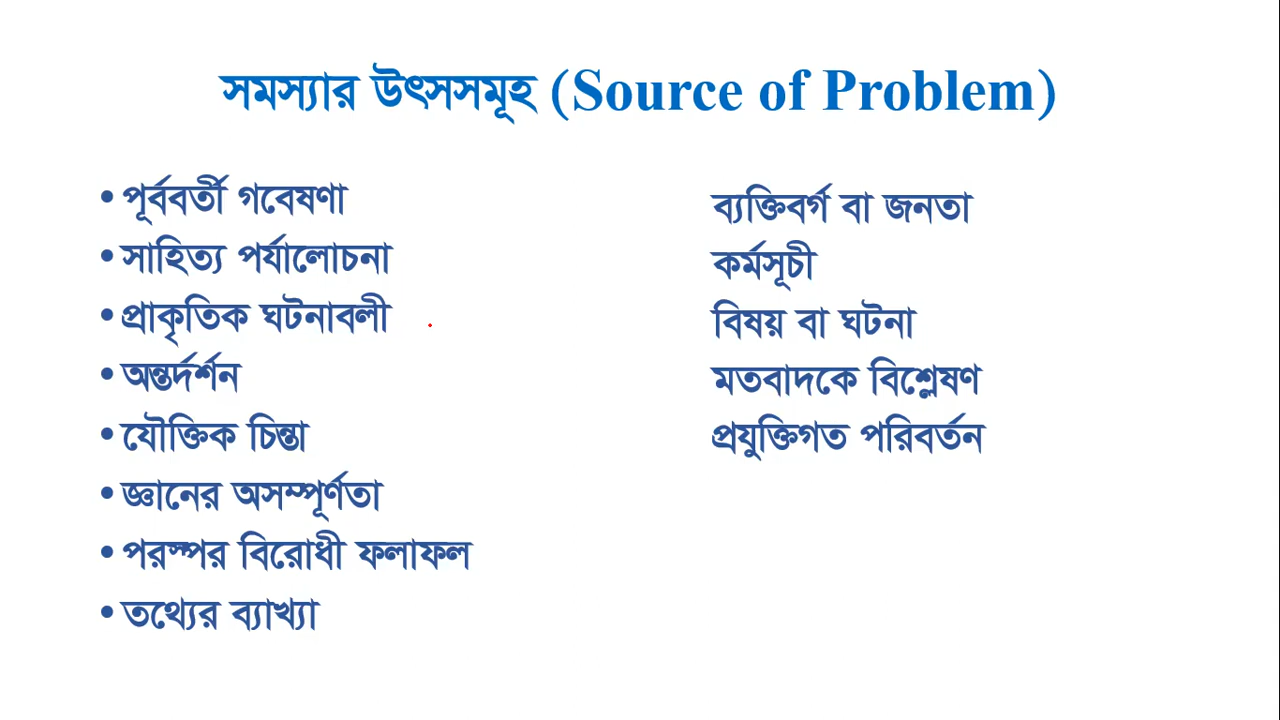 সমস্যার উৎসসমূহ (Source of Problem)
• পূর্ববর্তী গবেষণা
• সাহিত্য পর্যালোচনা
• প্রাকৃতিক ঘটনাবলী
• অন্তর্দর্শন
• যৌক্তিক চিন্তা
• জ্ঞানের অসম্পূর্ণতা
• পরস্পর বিরোধী ফলাফল
• তথ্যের ব্যাখ্যা
ব্যক্তিবর্গ বা জনতা
কর্মসূচী
বিষয় বা ঘটনা
মতবাদকে বিশ্লেষণ
প্রযুক্তিগত পরিবর্তন